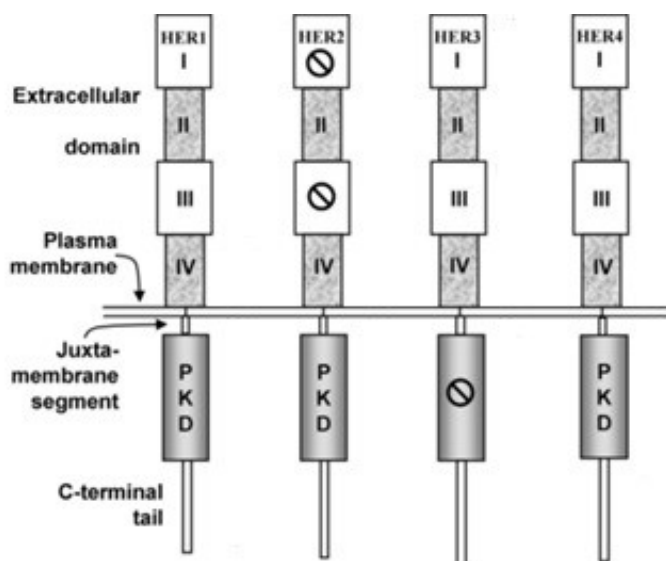 HER1
I
HER2
HER3
I
HER4
I
Extracellular
domain
II
II
II
II
III
III
III
Plasma
membrane
IV
IV
IV
IV
Juxta-
membrane
segment
P
K
D
P
K
D
P
K
D
C-terminal
tail